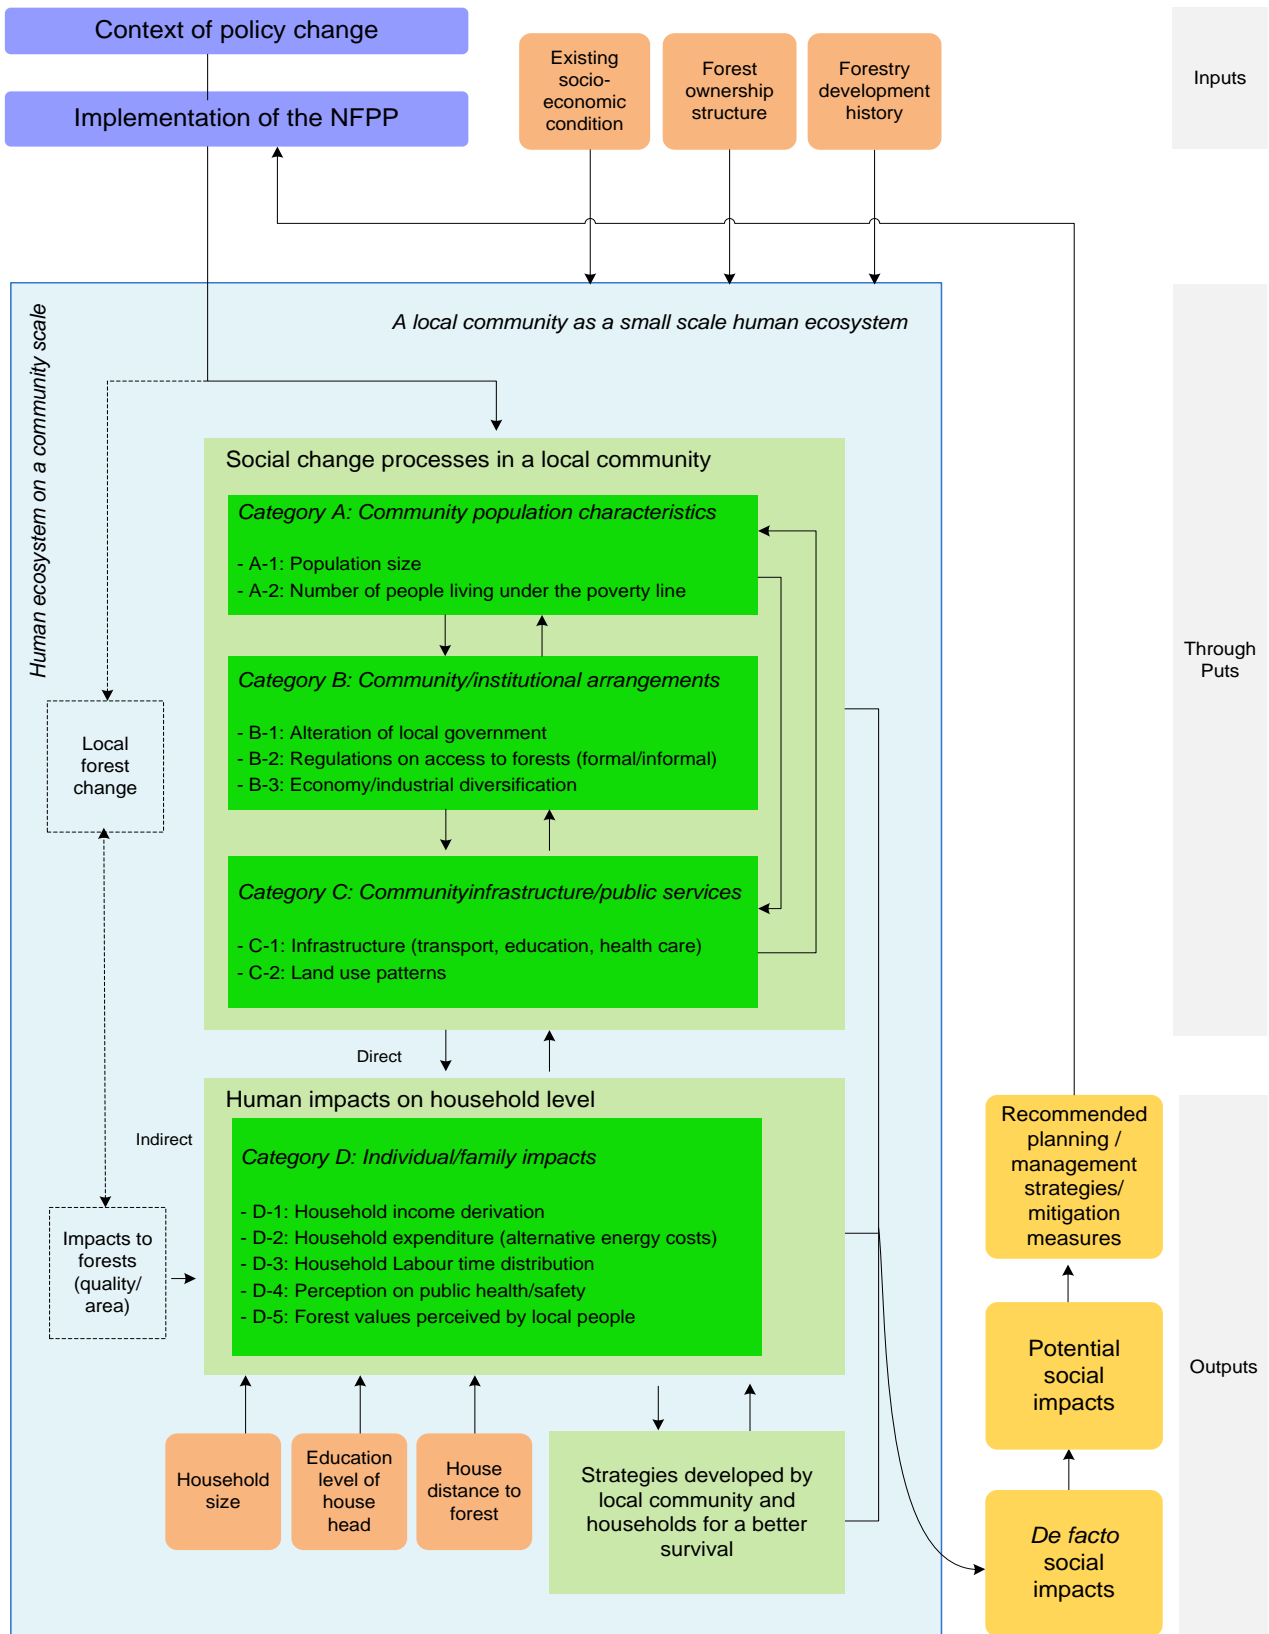 Context of policy change
Implementation of the NFPP
Existing
socio-
economic
condition
Forest
ownership
structure
Forestry
development
history
Inputs
Human ecosystem on a community scale
A local community as a small scale human ecosystem
Social change processes in a local community
Category A: Community population characteristics
- A-1: Population size
- A-2: Number of people living under the poverty line
Category B: Community/institutional arrangements
- B-1: Alteration of local government
- B-2: Regulations on access to forests (formal/informal)
- B-3: Economy/industrial diversification
Category C: Communityinfrastructure/public services
- C-1: Infrastructure (transport, education, health care)
- C-2: Land use patterns
Through
Puts
Local
forest
change
Direct
Indirect
Impacts to
forests
(quality/
area)
Human impacts on household level
Category D: Individual/family impacts
- D-1: Household income derivation
- D-2: Household expenditure (alternative energy costs)
- D-3: Household Labour time distribution
- D-4: Perception on public health/safety
- D-5: Forest values perceived by local people
Household
size
Education
level of
house
head
House
distance to
forest
Strategies developed by
local community and
households for a better
survival
Recommended
planning /
management
strategies/
mitigation
measures
Potential
social
impacts
De facto
social
impacts
Outputs